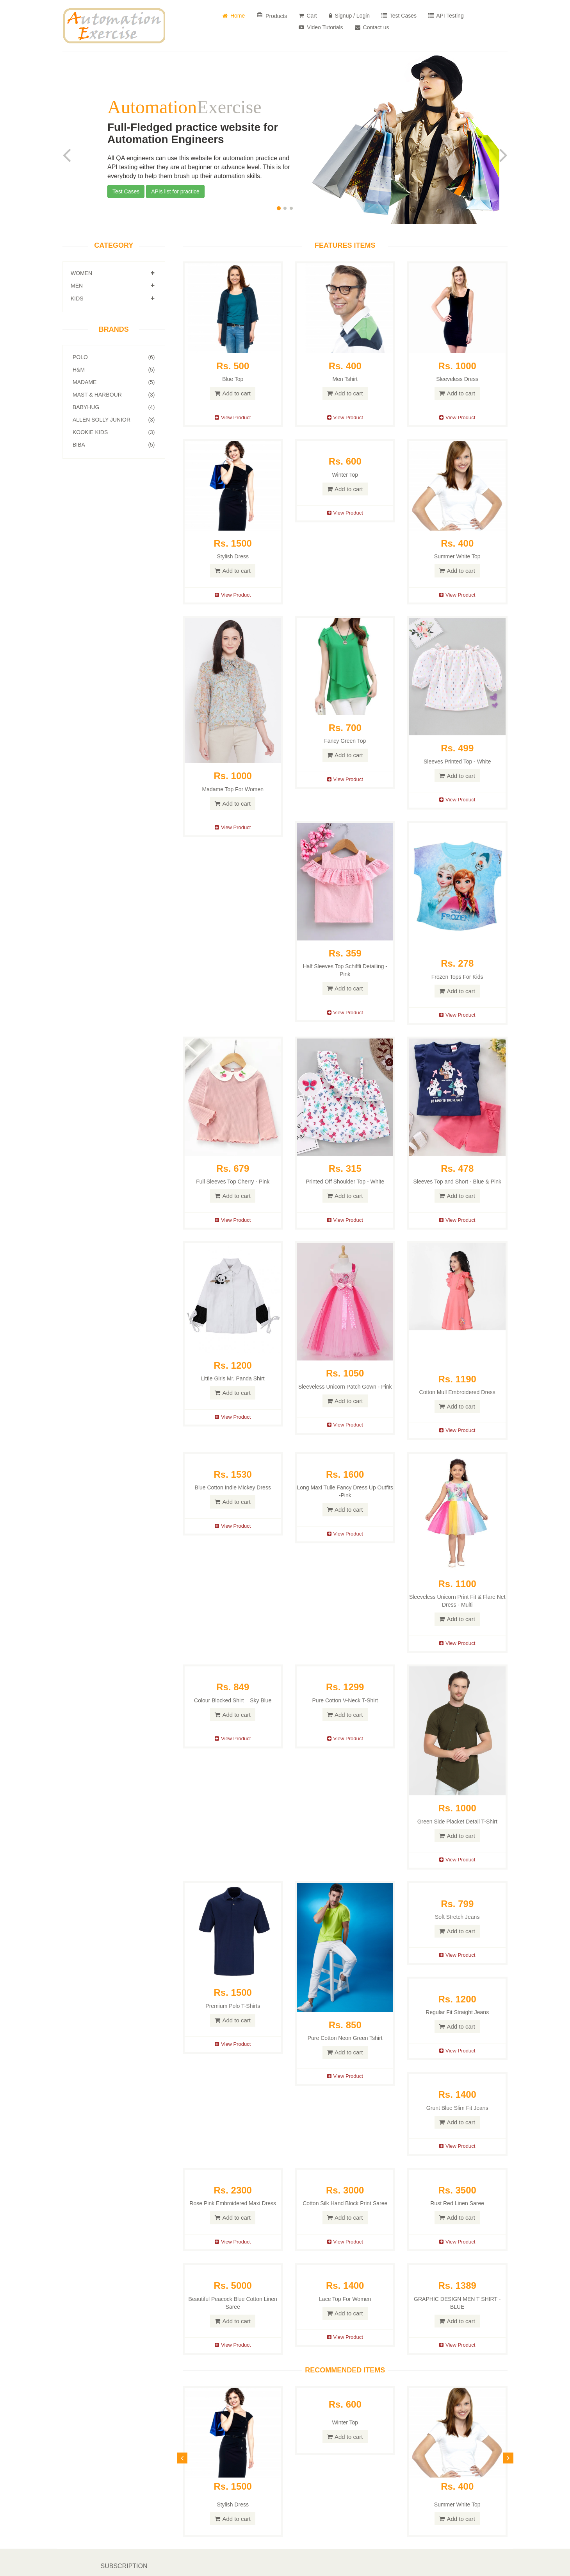 Automation
Exercise
Home
Products
Cart
Signup / Login
Test Cases
API Testing
Video Tutorials
Contact us
AutomationExercise
Full-Fledged practice website for
Automation Engineers
All QA engineers can use this website for automation practice and
API testing either they are at beginner or advance level. This is for
everybody to help them brush up their automation skills.
Test Cases
APIs list for practice
CATEGORY
WOMEN
MEN
KIDS
BRANDS
POLO (6)
H&M (5)
MADAME (5)
MAST & HARBOUR (3)
BABYHUG (4)
ALLEN SOLLY JUNIOR (3)
KOOKIE KIDS (3)
BIBA (5)
FEATURES ITEMS
Rs. 500
Blue Top
Add to cart
View Product
Rs. 400
Men Tshirt
Add to cart
View Product
Rs. 1000
Sleeveless Dress
Add to cart
View Product
Rs. 1500
Stylish Dress
Add to cart
View Product
Rs. 600
Winter Top
Add to cart
View Product
Rs. 400
Summer White Top
Add to cart
View Product
Rs. 1000
Madame Top For Women
Add to cart
View Product
Rs. 700
Fancy Green Top
Add to cart
View Product
Rs. 499
Sleeves Printed Top - White
Add to cart
View Product
Rs. 359
Half Sleeves Top Schiffli Detailing -
Pink
Add to cart
View Product
FROZEN
Rs. 278
Frozen Tops For Kids
Add to cart
View Product
Rs. 679
Full Sleeves Top Cherry - Pink
Add to cart
View Product
Rs. 315
Printed Off Shoulder Top - White
Add to cart
View Product
Rs. 478
Sleeves Top and Short - Blue & Pink
Add to cart
View Product
Rs. 1200
Little Girls Mr. Panda Shirt
Add to cart
View Product
Rs. 1050
Sleeveless Unicorn Patch Gown - Pink
Add to cart
View Product
Rs. 1190
Cotton Mull Embroidered Dress
Add to cart
View Product
Rs. 1530
Blue Cotton Indie Mickey Dress
Add to cart
View Product
Rs. 1600
Long Maxi Tulle Fancy Dress Up Outfits
-Pink
Add to cart
View Product
Rs. 1100
Sleeveless Unicorn Print Fit & Flare Net
Dress - Multi
Add to cart
View Product
Rs. 849
Colour Blocked Shirt – Sky Blue
Add to cart
View Product
Rs. 1299
Pure Cotton V-Neck T-Shirt
Add to cart
View Product
Rs. 1000
Green Side Placket Detail T-Shirt
Add to cart
View Product
Rs. 1500
Premium Polo T-Shirts
Add to cart
View Product
Rs. 850
Pure Cotton Neon Green Tshirt
Add to cart
View Product
Rs. 799
Soft Stretch Jeans
Add to cart
View Product
Rs. 1200
Regular Fit Straight Jeans
Add to cart
View Product
Rs. 1400
Grunt Blue Slim Fit Jeans
Add to cart
View Product
Rs. 2300
Rose Pink Embroidered Maxi Dress
Add to cart
View Product
Rs. 3000
Cotton Silk Hand Block Print Saree
Add to cart
View Product
Rs. 3500
Rust Red Linen Saree
Add to cart
View Product
Rs. 5000
Beautiful Peacock Blue Cotton Linen
Saree
Add to cart
View Product
Rs. 1400
Lace Top For Women
Add to cart
View Product
Rs. 1389
GRAPHIC DESIGN MEN T SHIRT -
BLUE
Add to cart
View Product
RECOMMENDED ITEMS
Rs. 1500
Stylish Dress
Add to cart
Rs. 600
Winter Top
Add to cart
Rs. 400
Summer White Top
Add to cart
SUBSCRIPTION